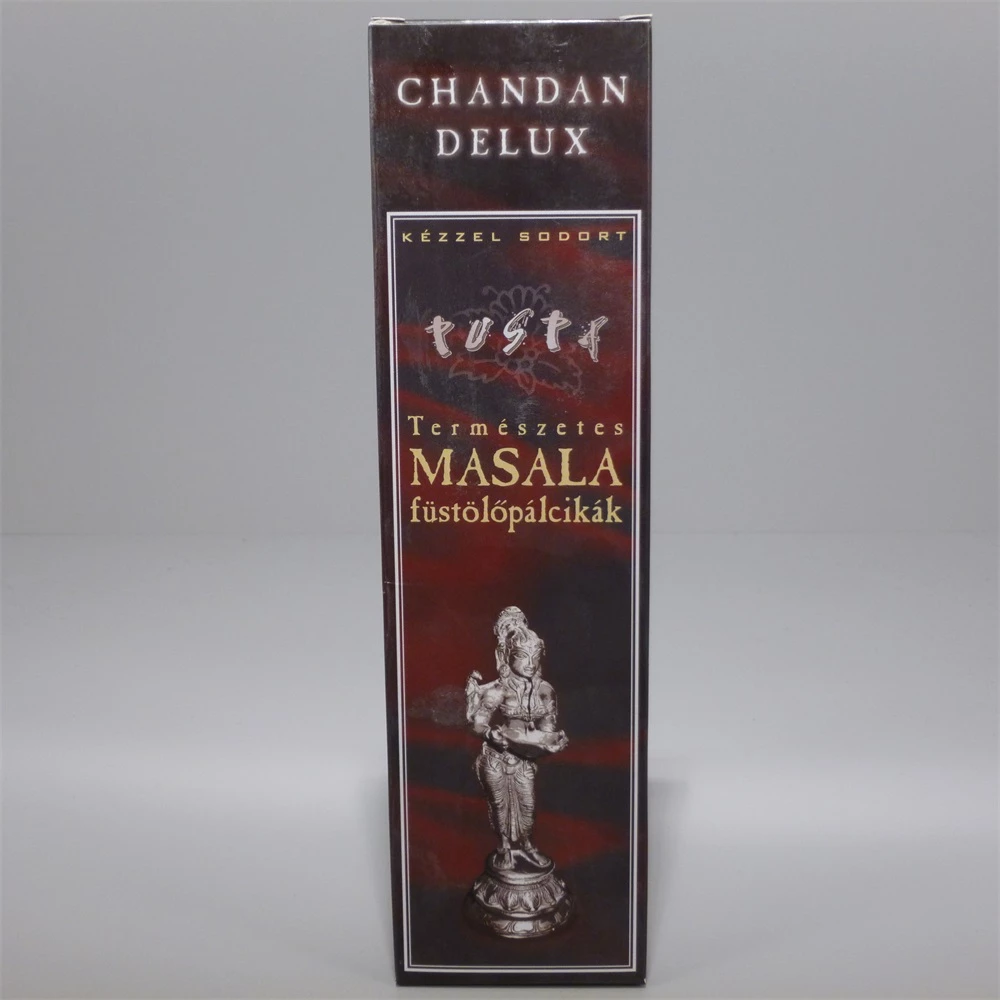 CHANDAN
DELUX
KÉZZEL SODORT
PUSPA
Természetes
MASALA
füstölőpálcikák